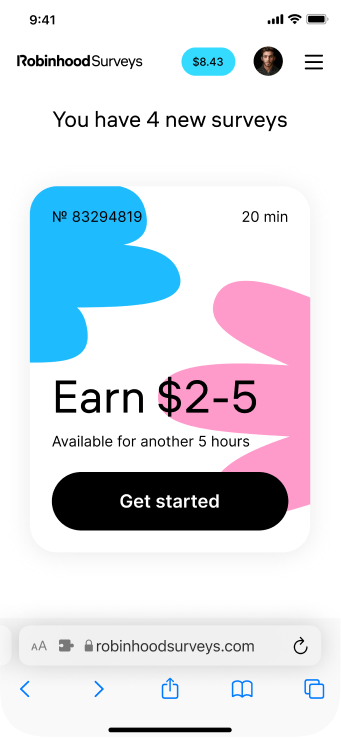 9:41
RobinhoodSurveys
$8.43
You have 4 new surveys
№ 83294819
20 min
Earn $2-5
Available for another 5 hours
Get started
AA
robinhoodsurveys.com